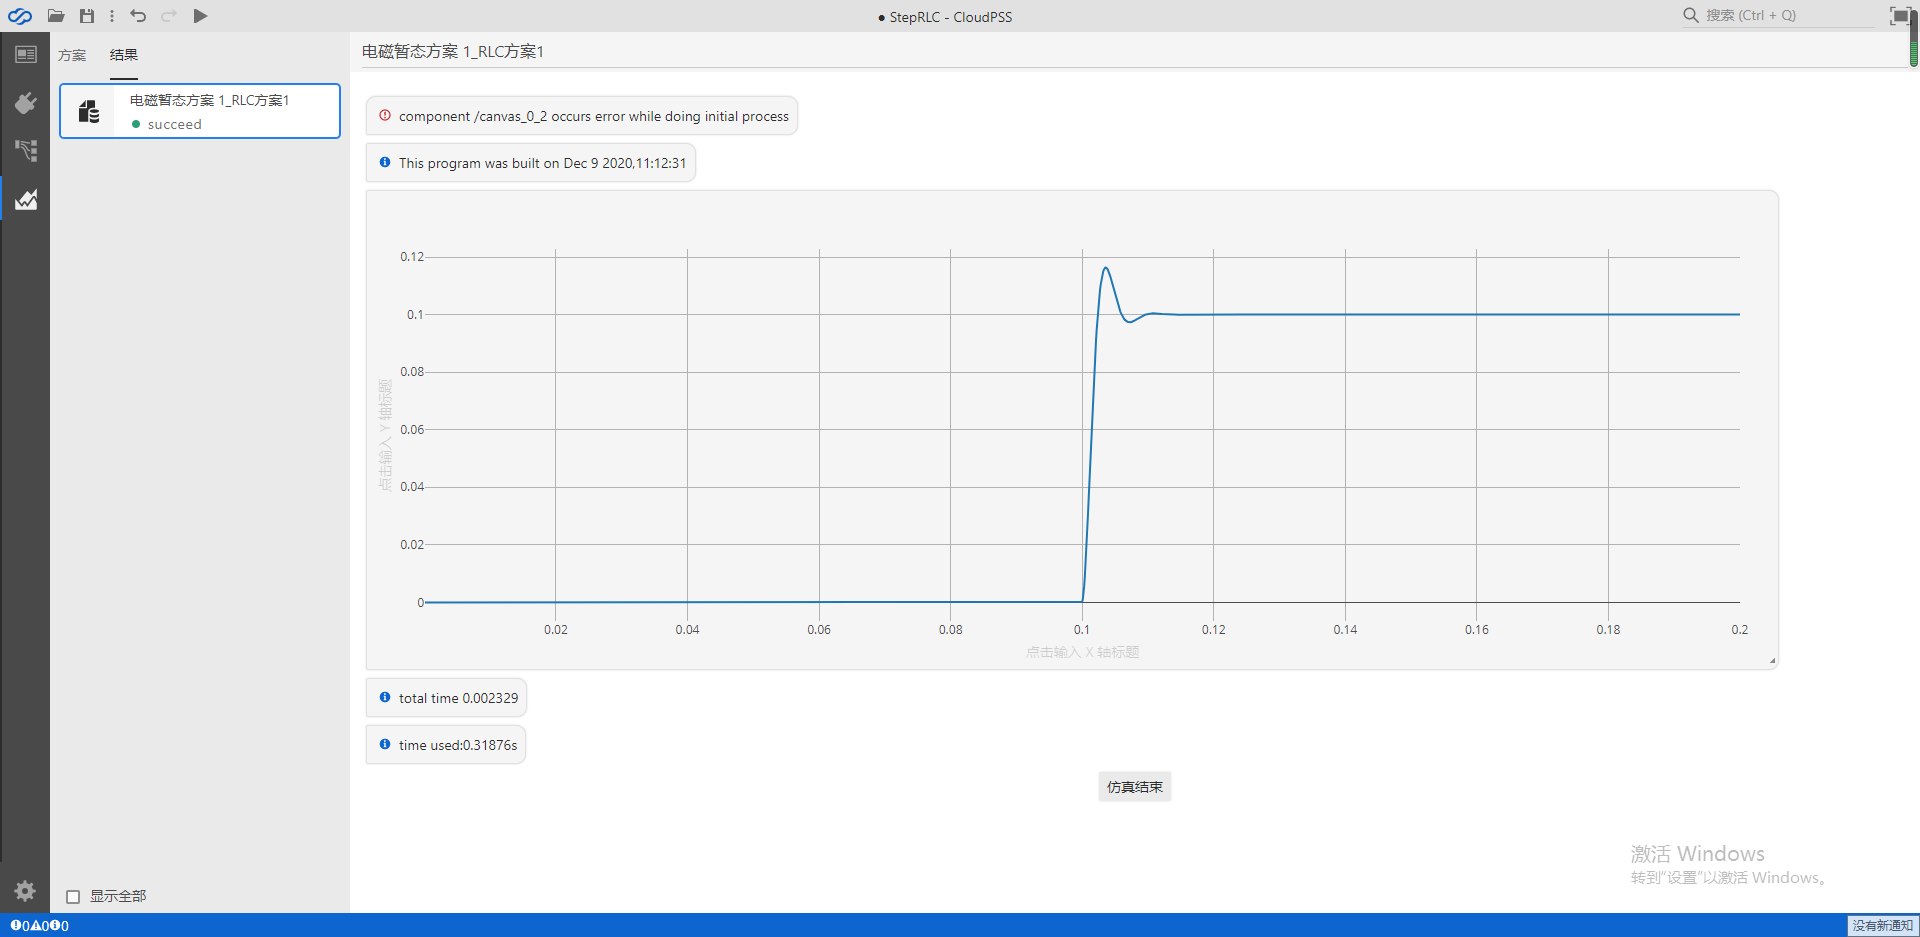 ● StepRLC - CloudPSS
搜索 (Ctrl + Q)
方案
结果
电磁暂态方案 1_RLC方案1
succeed
电磁暂态方案 1_RLC方案1
component /canvas_0_2 occurs error while doing initial process
This program was built on Dec 9 2020,11:12:31
0.12
0.1
0.08
0.06
0.04
0.02
0
点击输入 Y 轴标题
0.02
0.04
0.06
0.08
0.1
0.12
0.14
0.16
0.18
0.2
点击输入 X 轴标题
total time 0.002329
time used:0.31876s
仿真结束
激活 Windows
转到"设置"以激活 Windows。
显示全部
0 0 0
没有新通知